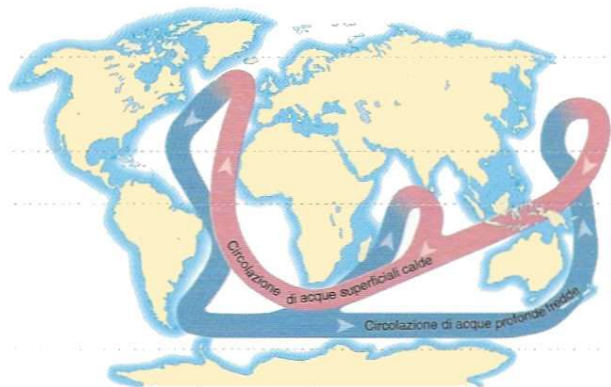 Circolazione di acque superficiali calde
Circolazione di acque profonde fredde